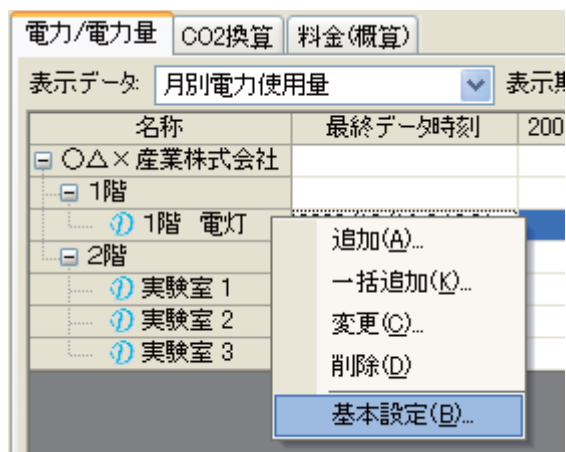 電力/電力量 CO2換算 料金(概算)
表示データ: 月別電力使用量 表示
名称 最終データ時刻 200
○△×産業株式会社
1階
1階 電灯
2階
実験室1
実験室2
実験室3
追加(A)...
一括追加(K)...
変更(C)...
削除(D)
基本設定(B)...